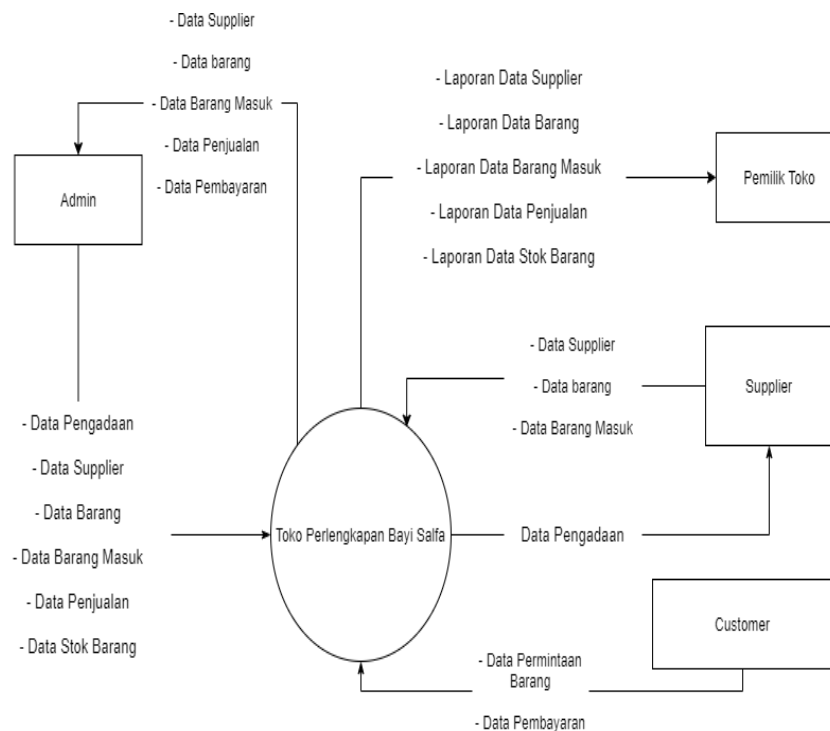 - Data Supplier
- Data barang
- Data Barang Masuk
- Data Penjualan
- Data Pembayaran
Admin
- Laporan Data Supplier
- Laporan Data Barang
- Laporan Data Barang Masuk
- Laporan Data Penjualan
- Laporan Data Stok Barang
Pemilik Toko
- Data Supplier
- Data barang
- Data Barang Masuk
Supplier
- Data Pengadaan
- Data Supplier
- Data Barang
- Data Barang Masuk
- Data Penjualan
- Data Stok Barang
Toko Perlengkapan Bayi Salfa
Data Pengadaan
Customer
- Data Permintaan
Barang
- Data Pembayaran